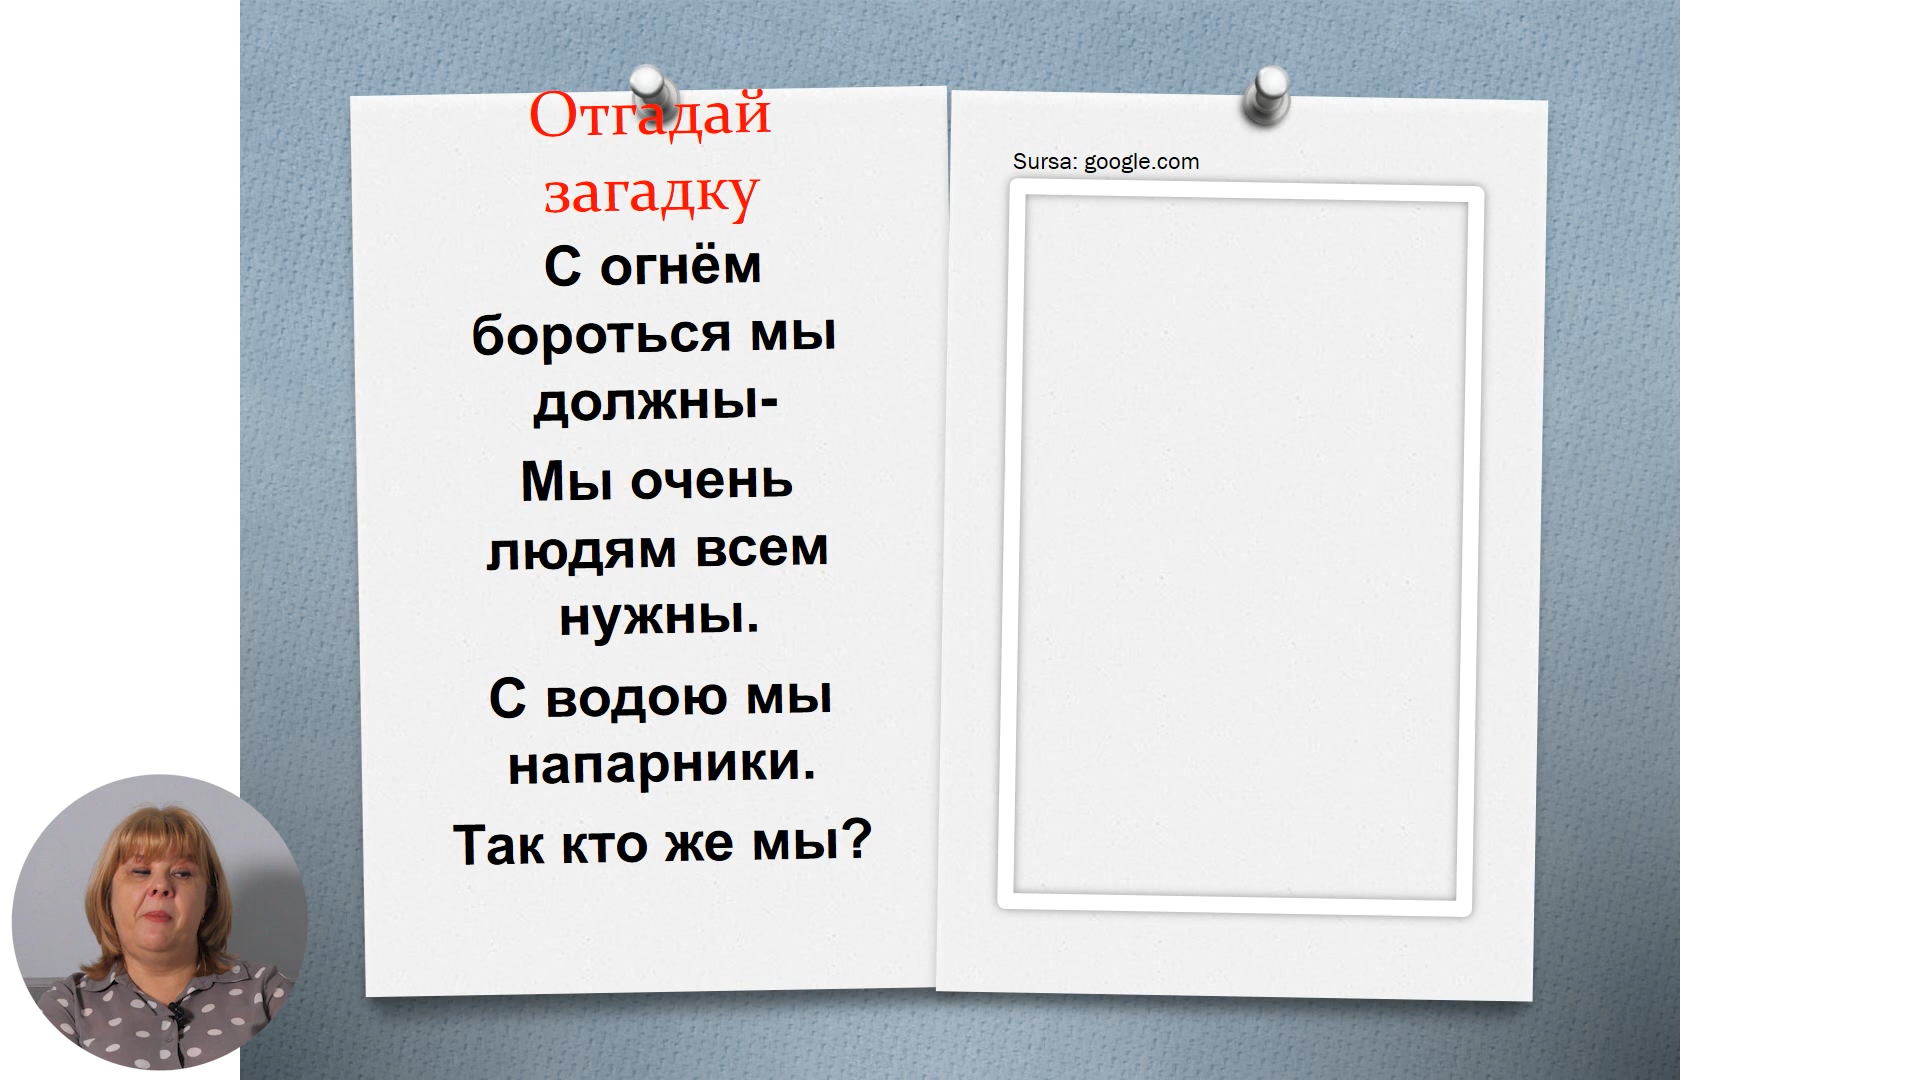 Отгадай
загадку
С огнём
бороться мы
должны-
Мы очень
людям всем
нужны.
С водою мы
напарники.
Так кто же мы?
Sursa: google.com